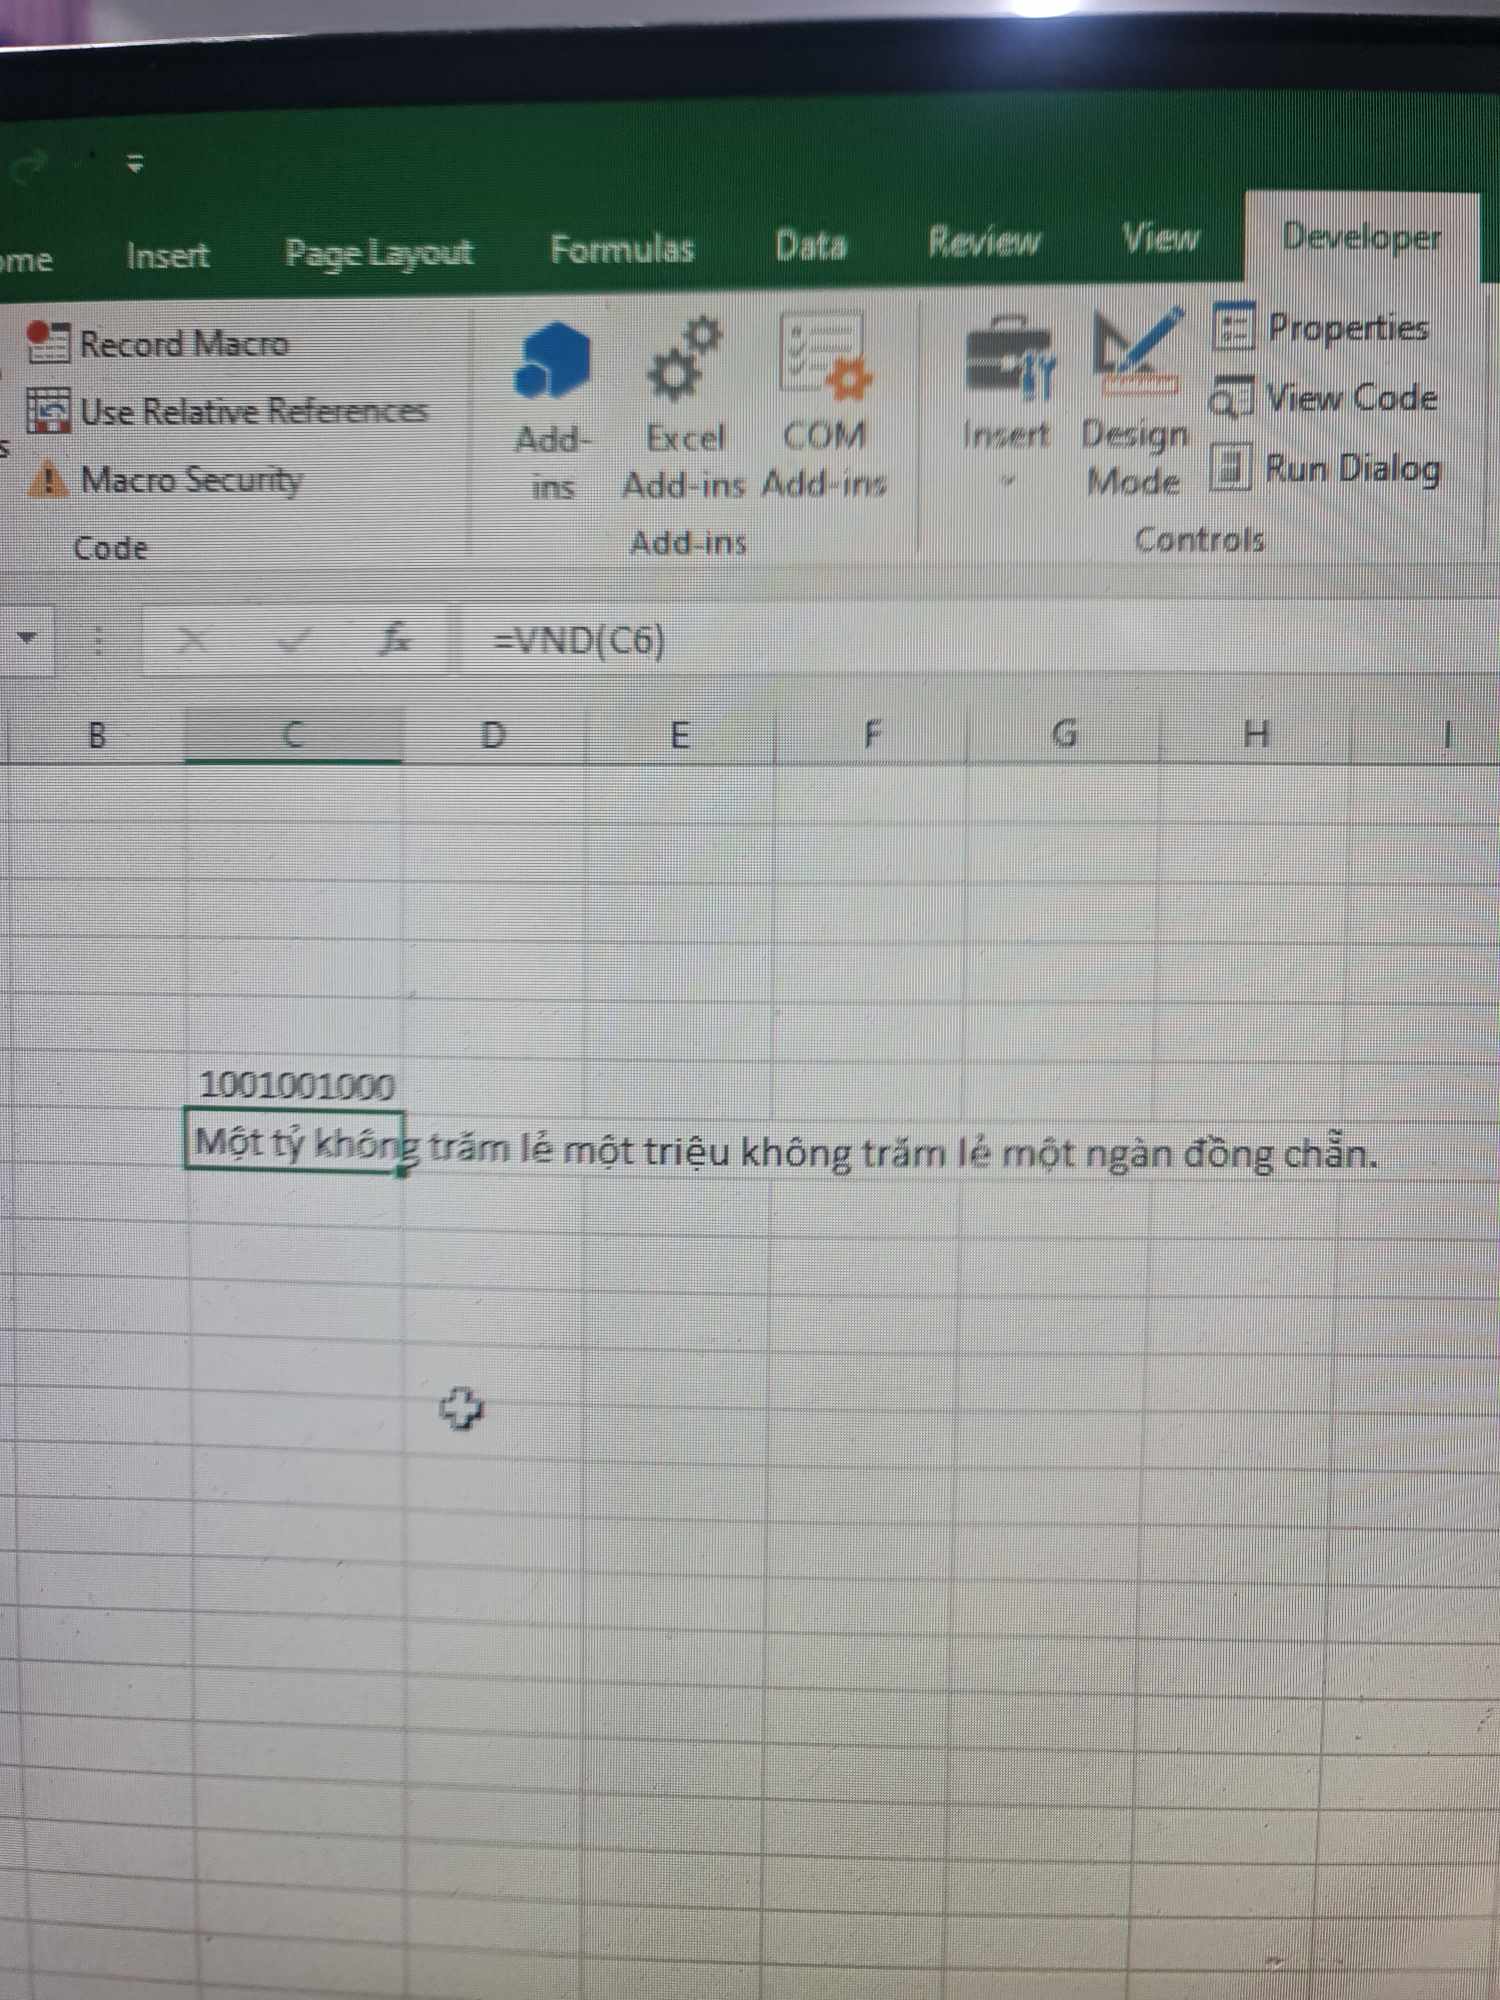 ome Insert Page Layout Formulas Data Review View Developer
Record Macro
Use Relative References
s
Macro Security
Code
Add-
ins
Excel
Add-ins
COM
Add-ins
Add-ins
Insert
Design
Mode
Properties
View Code
Run Dialog
Controls
fx =VND(C6)
B C D E F G H I
1001001000
Một tỷ không trăm lẻ một triệu không trăm lẻ một ngàn đồng chẵn.